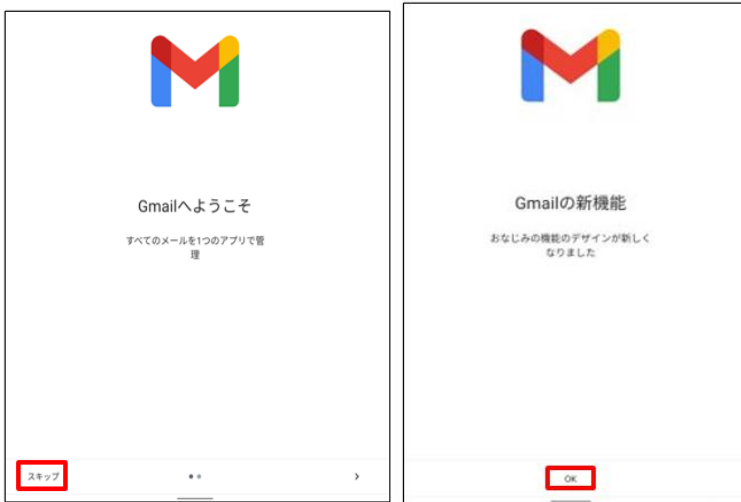 Gmailへようこそ
すべてのメールを1つのアプリで管
理
スキップ
Gmailの新機能
おなじみの機能のデザインが新しく
なりました
OK